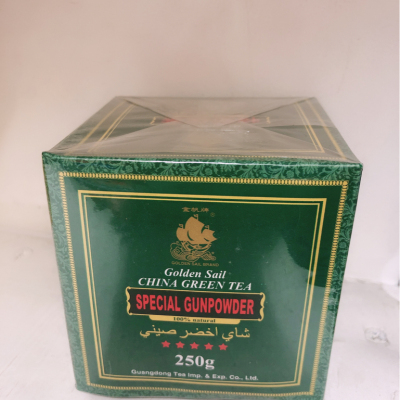 GOLDEN SAIL BRAND
Golden Sail
CHINA GREEN TEA
SPECIAL GUNPOWDER
100% natural
شاي اخضر صيني
250g
Quangdong Tea Imp. & Exp. Co., Ltd.